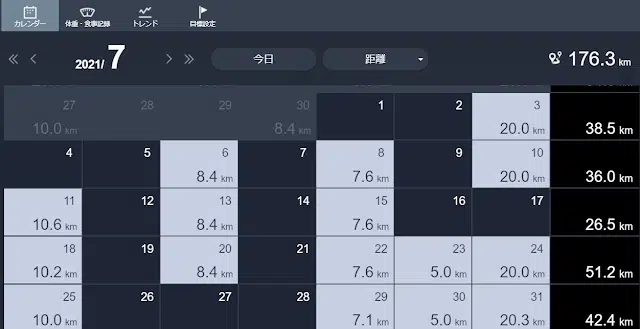 カレンダー 体重・食事記録 トレンド 目標設定
2021/ 7 今日 距離 176.3 km
27 28 29 30 1 2 3
10.0 km 8.4 km 20.0 km 38.5 km
4 5 6 7 8 9 10
8.4 km 7.6 km 20.0 km 36.0 km
11 12 13 14 15 16 17
10.6 km 8.4 km 7.6 km 26.5 km
18 19 20 21 22 23 24
10.2 km 8.4 km 7.6 km 5.0 km 20.0 km 51.2 km
25 26 27 28 29 30 31
10.0 km 7.1 km 5.0 km 20.3 km 42.4 km